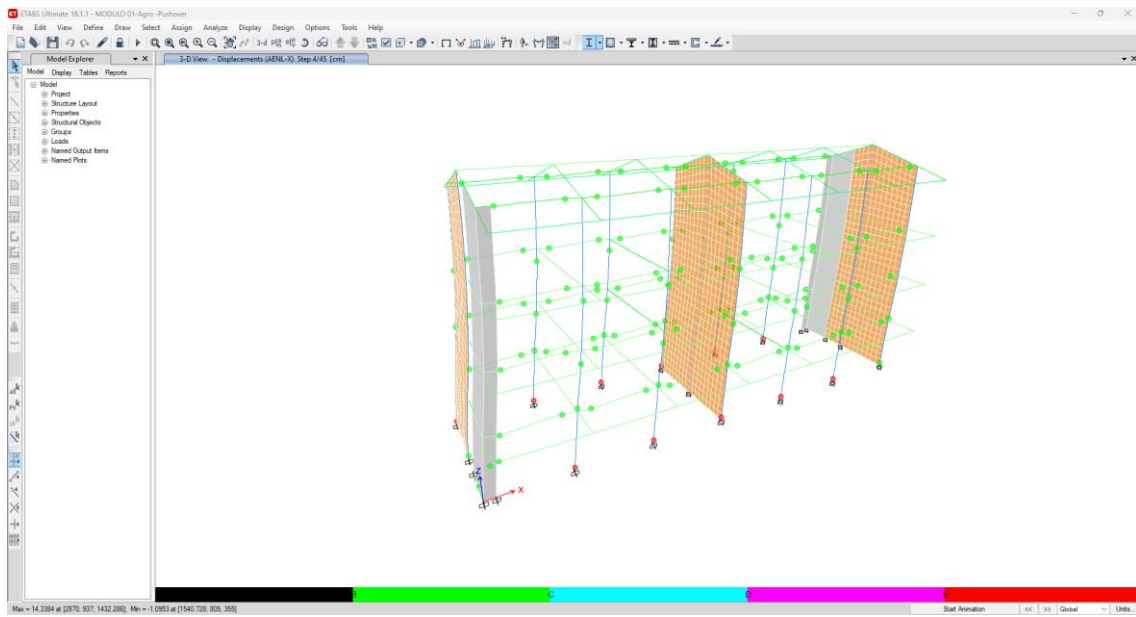 ETABS Ultimate 18.1.1 - MODULO 01-Agro -Pushover
File Edit View Define Draw Select Assign Analyze Display Design Options Tools Help
Model Explorer
3-D View - Displacements (AENL-X) Step 4/45 [cm]
Model Display Tables Reports
Model
Project
Structure Layout
Properties
Structural Objects
Groups
Loads
Named Output Items
Named Plots
Z
X
B C D E
Max = 14.3384 at [2870, 937, 1432.286]; Min = -1.0953 at [1540.728, 805, 355]
Start Animation << >> Global Units...